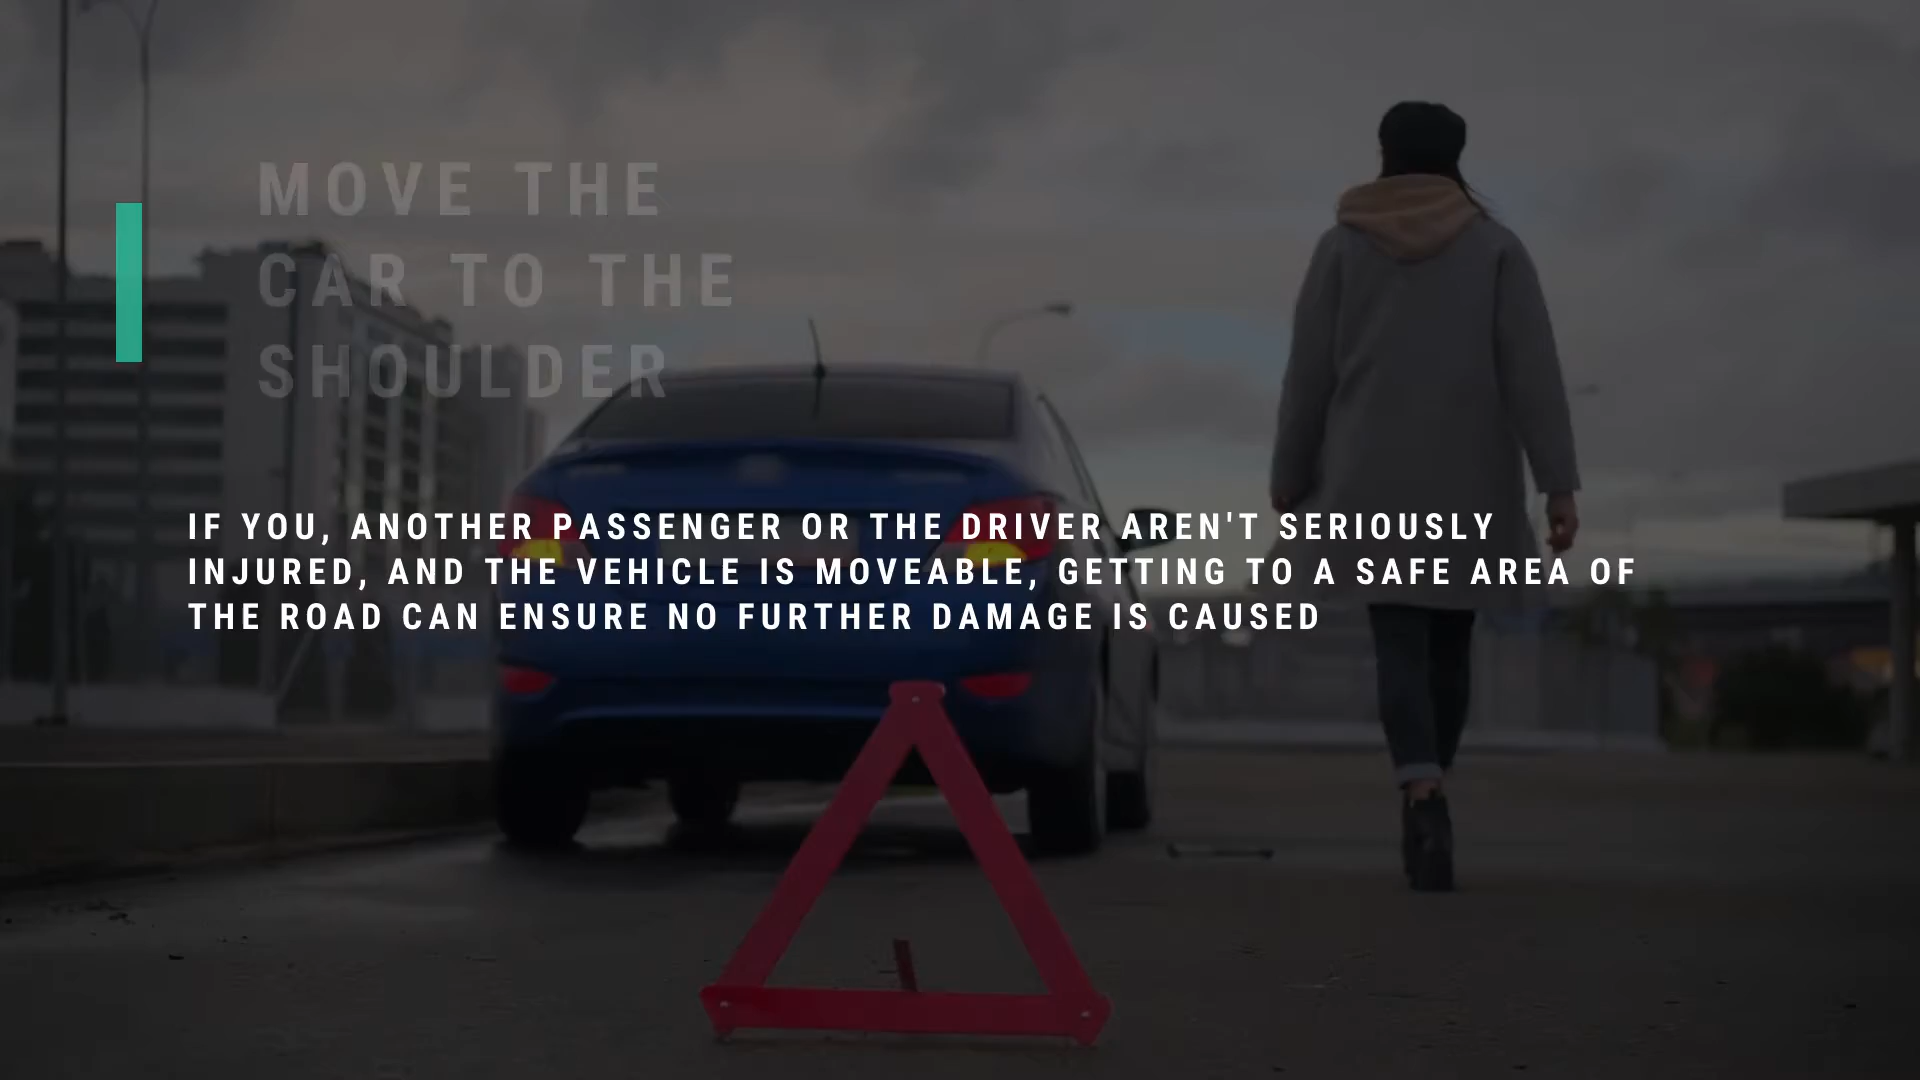 MOVE THE
CAR TO THE
SHOULDER
IF YOU, ANOTHER PASSENGER OR THE DRIVER AREN'T SERIOUSLY
INJURED, AND THE VEHICLE IS MOVEABLE, GETTING TO A SAFE AREA OF
THE ROAD CAN ENSURE NO FURTHER DAMAGE IS CAUSED